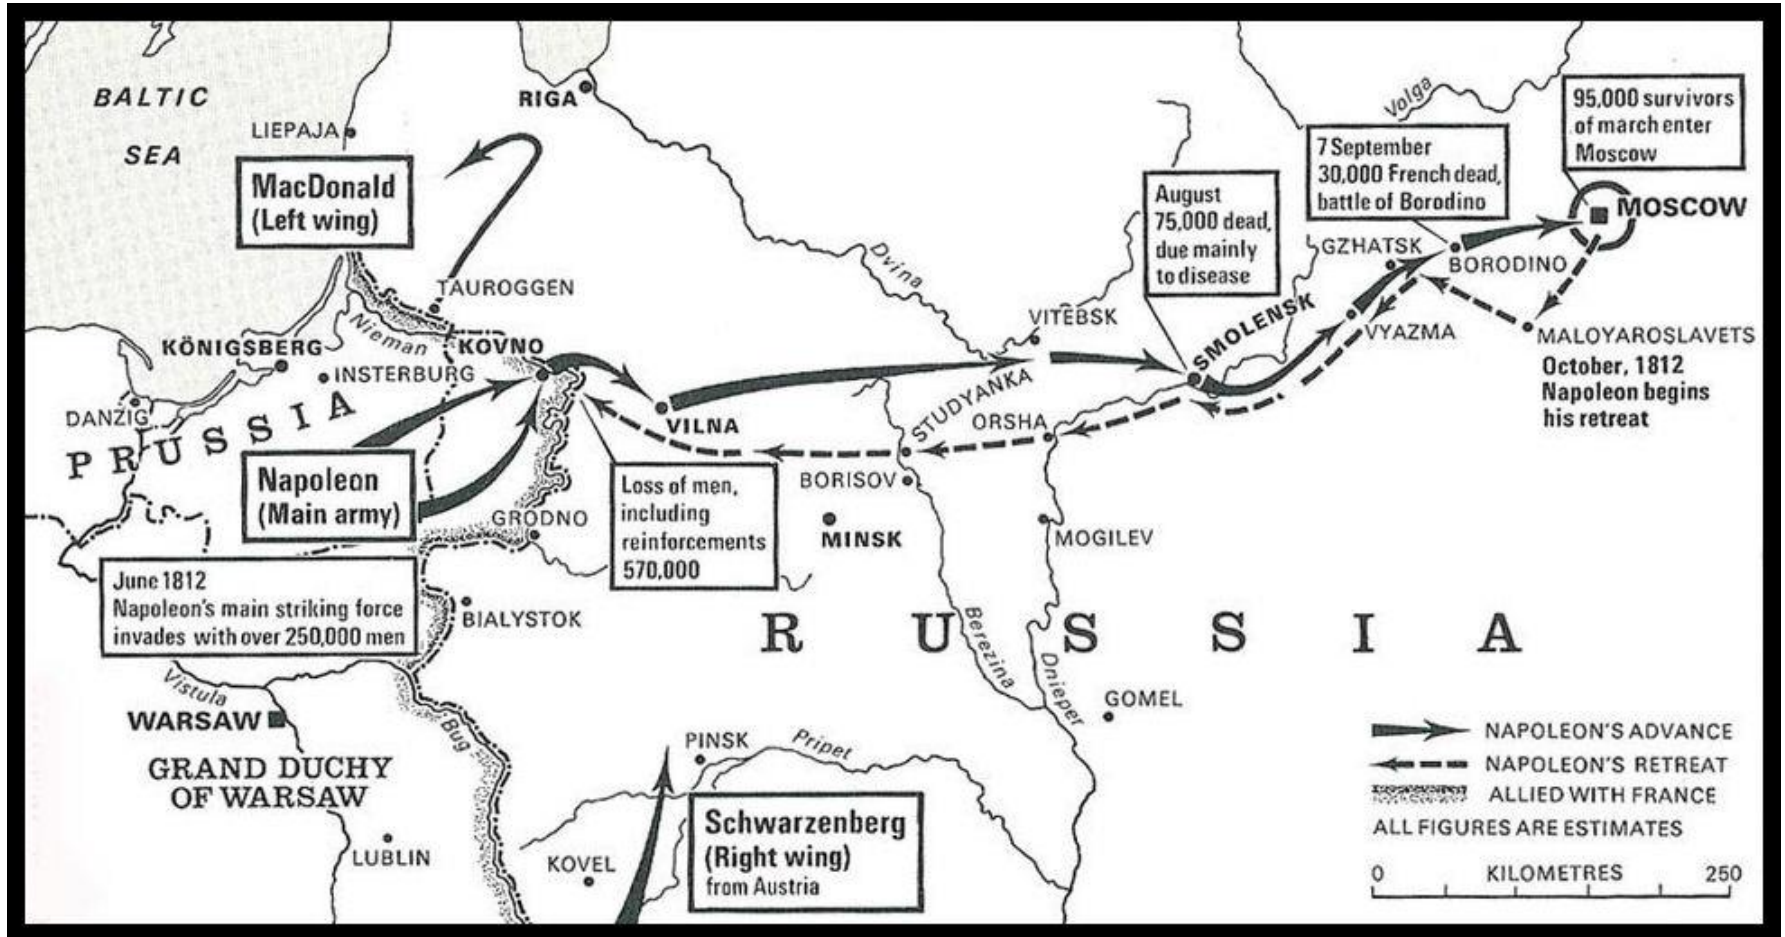 BALTIC
SEA
RIGA
LIEPAJA
MacDonald
(Left wing)
TAUROGGEN
Nieman
KÖNIGSBERG
INSTERBURG
KOVNO
DANZIG
PRUSSIA
Napoleon
(Main army)
GRODNO
June 1812
Napoleon's main striking force
invades with over 250,000 men
BIALYSTOK
Vistula
WARSAW
GRAND DUCHY
OF WARSAW
Bug
LUBLIN
KOVEL
VILNA
Loss of men,
including
reinforcements
570,000
Dvina
VITEBSK
STUDYANKA
ORSHA
BORISOV
MINSK
MOGILEV
RUSSIA
Berezina
Dnieper
GOMEL
PINSK
Pripet
Schwarzenberg
(Right wing)
from Austria
August
75,000 dead,
due mainly
to disease
SMOLENSK
7 September
30,000 French dead,
battle of Borodino
Volga
95,000 survivors
of march enter
Moscow
MOSCOW
GZHATSK
BORODINO
VYAZMA
MALOYAROSLAVETS
October, 1812
Napoleon begins
his retreat
NAPOLEON'S ADVANCE
NAPOLEON'S RETREAT
ALLIED WITH FRANCE
ALL FIGURES ARE ESTIMATES
0 KILOMETRES 250